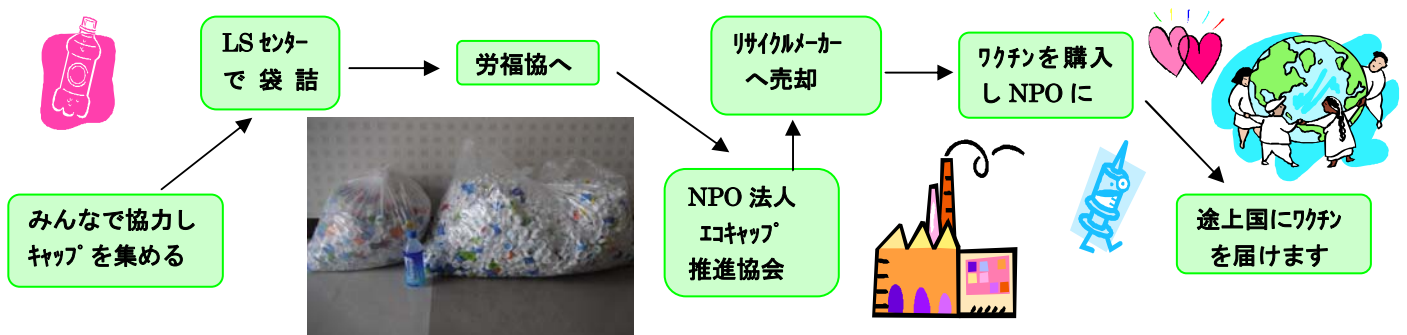 みんなで協力し
ｷｬｯﾌﾟを集める
LS ｾﾝﾀｰ
で 袋 詰
労福協へ
NPO 法人
ｴｺｷｬｯﾌﾟ
推進協会
ﾘｻｲｸﾙﾒｰｶｰ
へ売却
ﾜｸﾁﾝを購入
し NPO に
途上国にﾜｸﾁﾝ
を届けます